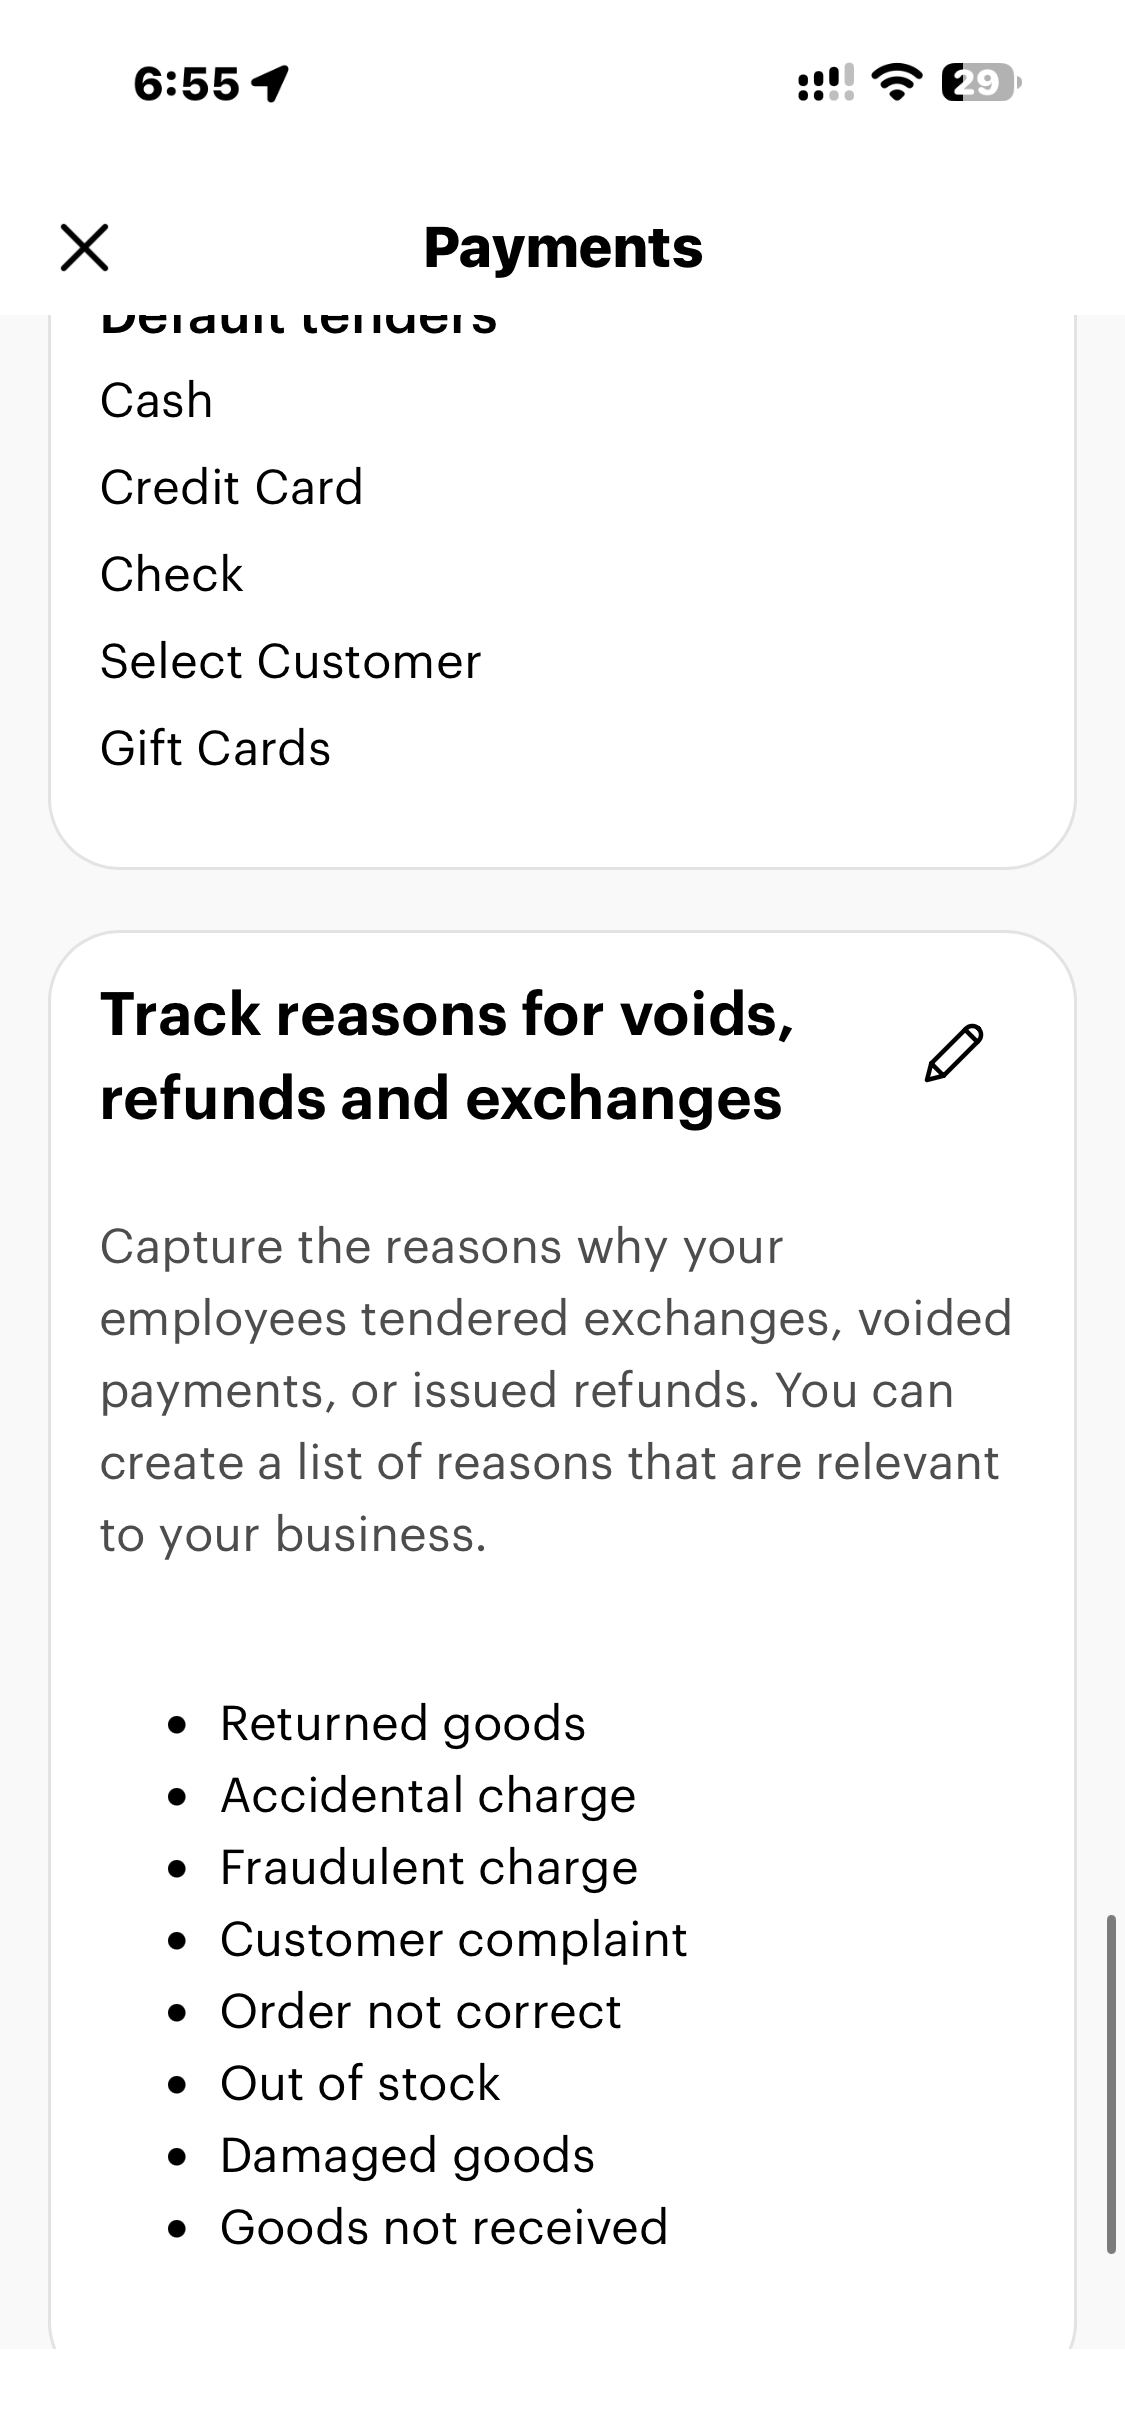 6:55
29
Payments
Default tenders
Cash
Credit Card
Check
Select Customer
Gift Cards
Track reasons for voids,
refunds and exchanges
Capture the reasons why your
employees tendered exchanges, voided
payments, or issued refunds. You can
create a list of reasons that are relevant
to your business.
• Returned goods
• Accidental charge
• Fraudulent charge
• Customer complaint
• Order not correct
• Out of stock
• Damaged goods
• Goods not received